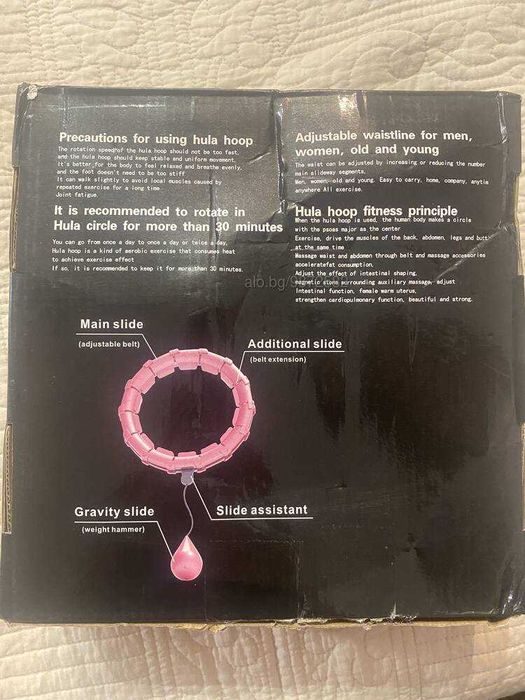 Precautions for using hula hoop
The rotation speewhof the hula hoop should not be too fast,
and the hula hoop should keep stable and uniform movement.
It's better for the body to feel relaxed and breathe evenly,
and the foot doesn't need to be too stiff
It can walk slightly to avoid local muscles caused by
repeated exercise for a long time
Joint fatigue.
It is recommended to rotate in
Hula circle for more than 30 minutes
You can go from once a day to once a day or twice a day.
Hula hoop is a kind of aerobic exercise that consumes heat
to achieve exercise effect
If so, it is recommended to keep it for more than 30 minutes.
Adjustable waistline for men,
women, old and young
The waist can be adjusted by increasing or reducing the number
main slideway segments.
Men, women, old and young. Easy to carry, home, company, anytia
anywhere All exercise.
Hula hoop fitness principle
When the hula hoop is used, the human body makes a circle
with the psoas major as the center
Exercise, drive the muscles of the back, abdomen, legs and butt
at the same time
Massage waist and abdomen through belt and massage accessories
acceleratefat consumption.
Adjust the effect of intestinal shaping,
magnetic stone surrounding auxiliary massage, adjust
Intestinal function, female warm uterus,
strengthen cardiopulmonary function, beautiful and strong.
alo.bg/
Main slide
(adjustable belt)
Additional slide
(belt extension)
Gravity slide
(weight hammer)
Slide assistant